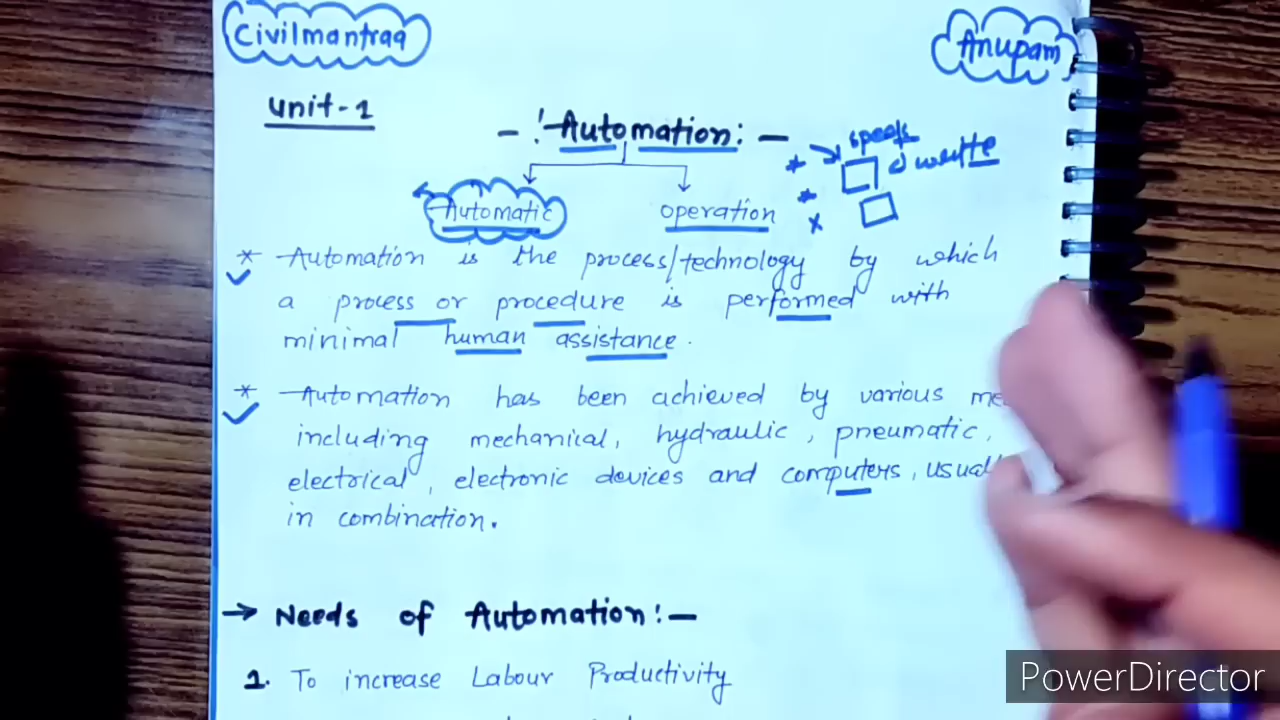 Civilmantraa
Anupam
Unit-1
-:Automation:-
speak
write
Automatic
operation
* Automation is the process/technology by which
a process or procedure is performed with
minimal human assistance.
* Automation has been achieved by various
including mechanical, hydraulic, pneumatic,
electrical, electronic devices and computers,
in combination.
→ Needs of Automation:-
1. To increase Labour Productivity
PowerDirector